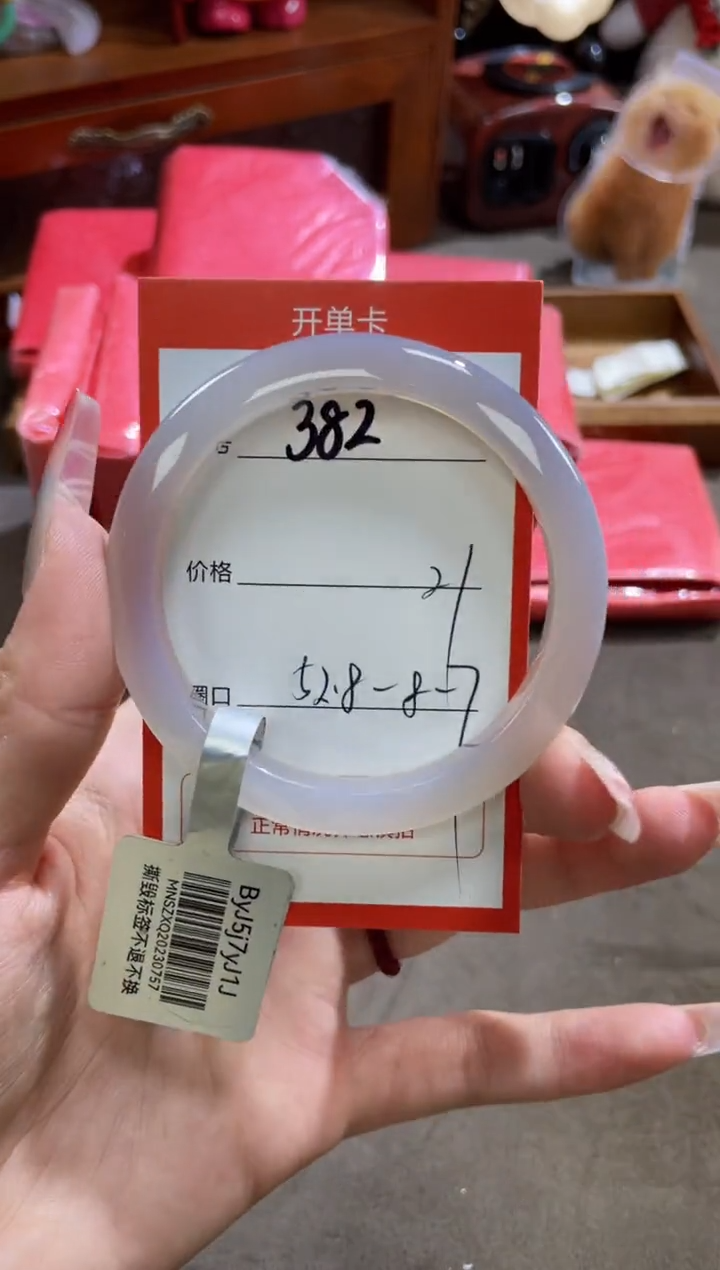 开单卡
382
价格
圈口 52.8-8-7
ByJ5j7yJ1J
MNSZXQ20230757
撕毁标签不退不换